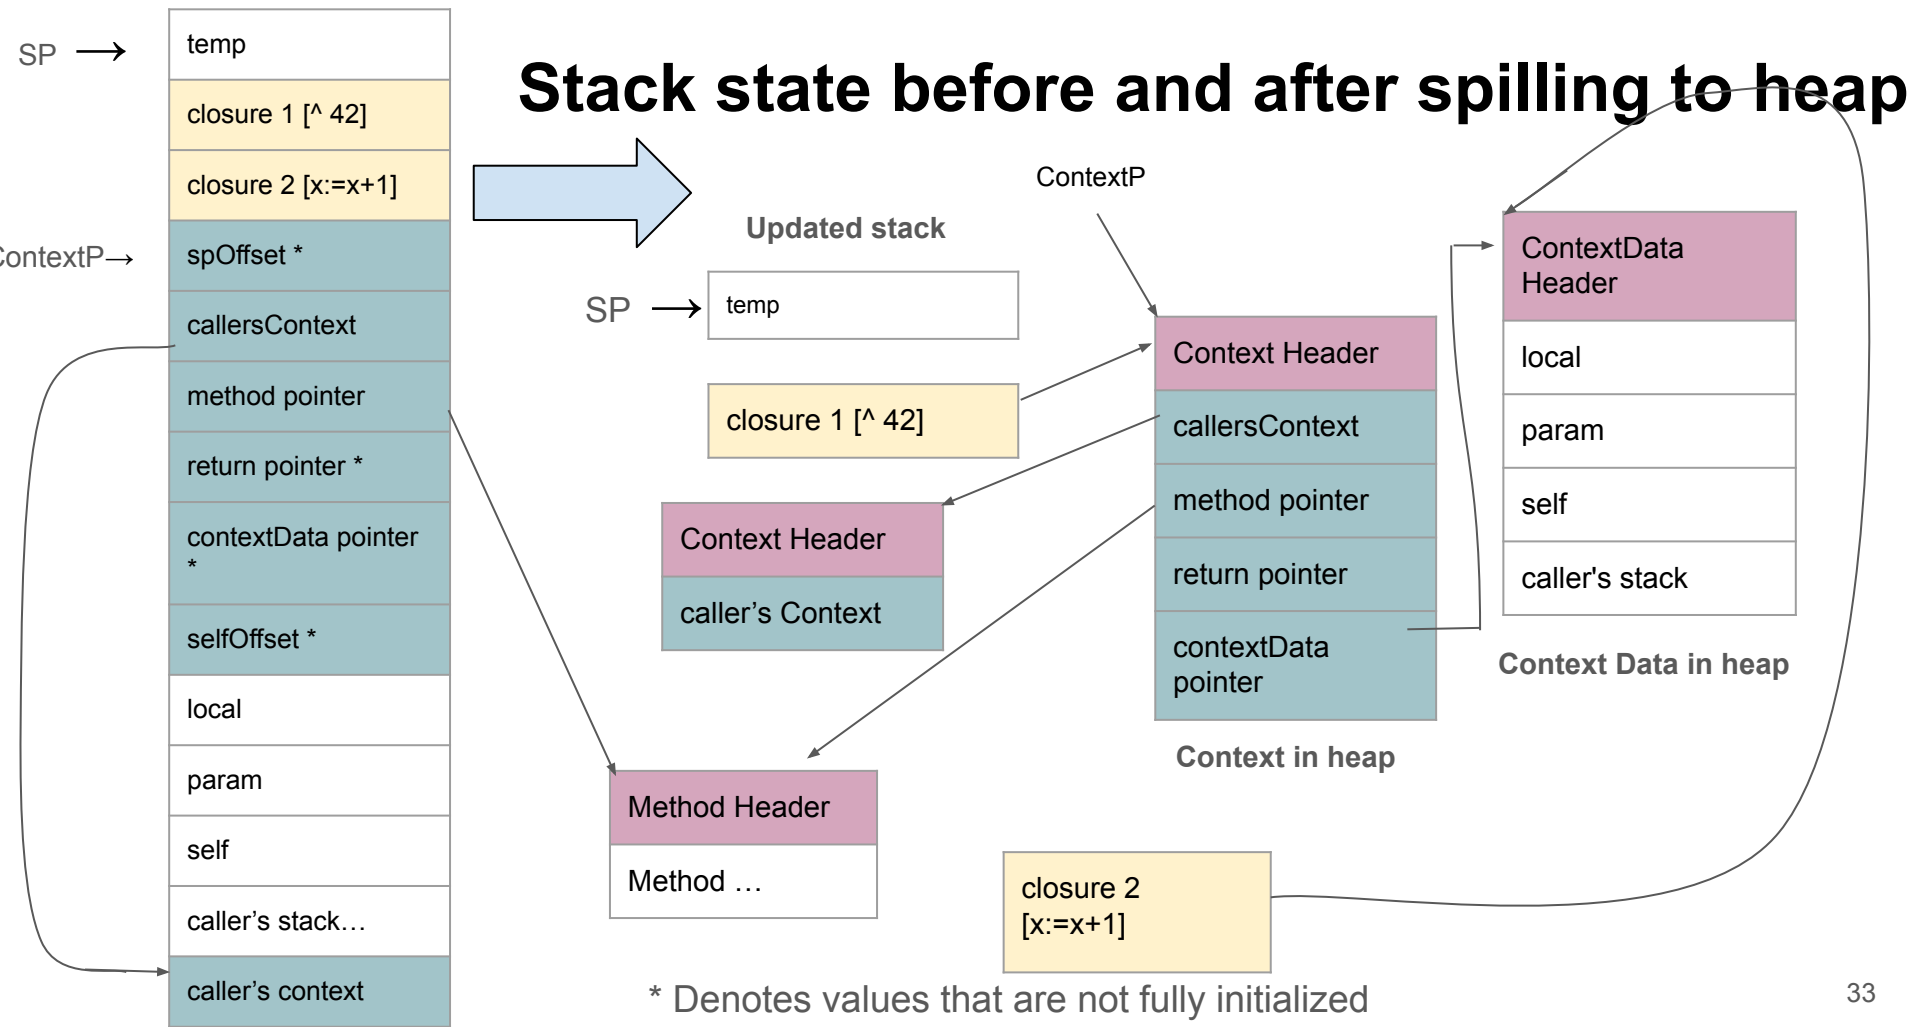 Stack state before and after spilling to heap
SP →
temp
closure 1 [^ 42]
closure 2 [x:=x+1]
ContextP→
spOffset *
callersContext
method pointer
return pointer *
contextData pointer
*
selfOffset *
local
param
self
caller’s stack…
caller’s context
Updated stack
SP →
temp
closure 1 [^ 42]
Context Header
caller’s Context
Method Header
Method …
ContextP
Context Header
callersContext
method pointer
return pointer
contextData
pointer
Context in heap
ContextData
Header
local
param
self
caller's stack
Context Data in heap
closure 2
[x:=x+1]
* Denotes values that are not fully initialized
33